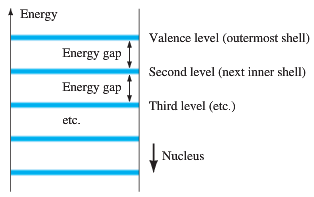 Energy
Valence level (outermost shell)
Energy gap
Second level (next inner shell)
Energy gap
Third level (etc.)
etc.
Nucleus